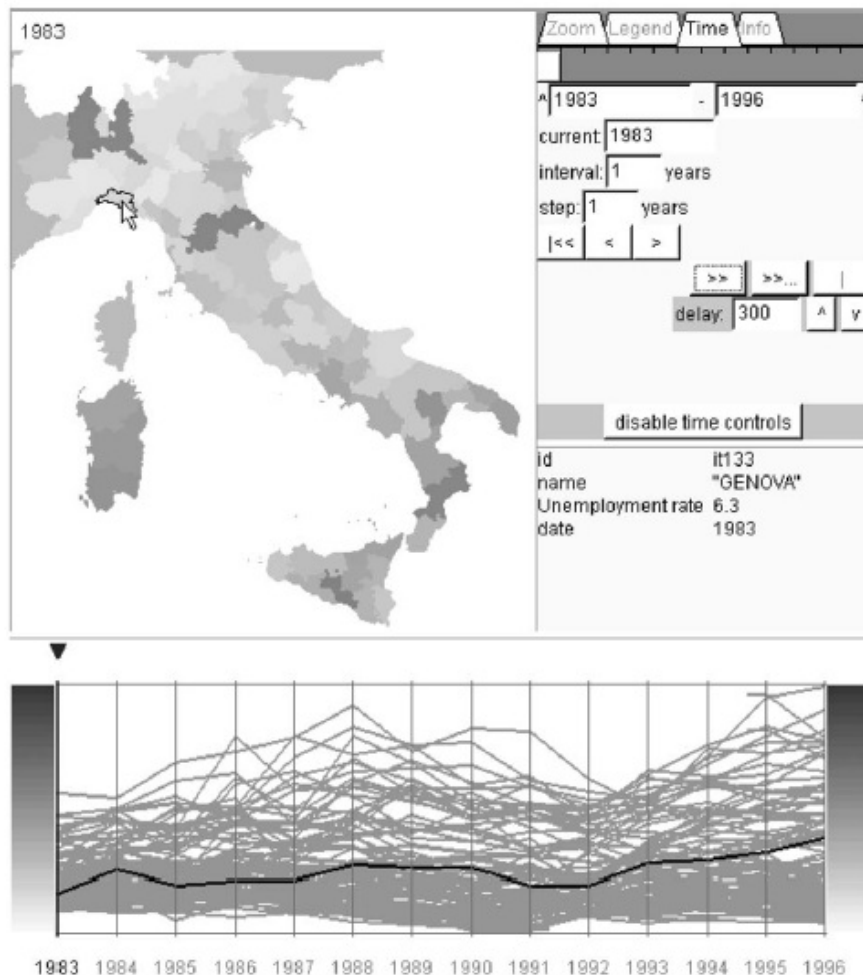 1983
Zoom Legend Time Info
^ 1983 - 1996
current: 1983
interval: 1 years
step: 1 years
|<< < >
>> >>... |
delay: 300 ^ v
disable time controls
id it133
name "GENOVA"
Unemployment rate 6.3
date 1983
1983 1984 1985 1986 1987 1988 1989 1990 1991 1992 1993 1994 1995 1996